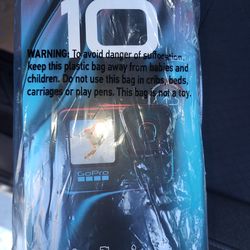 10
WARNING: To avoid danger of suffocation,
keep this plastic bag away from babies and
children. Do not use this bag in cribs, beds,
carriages or play pens. This bag is not a toy.
GoPro